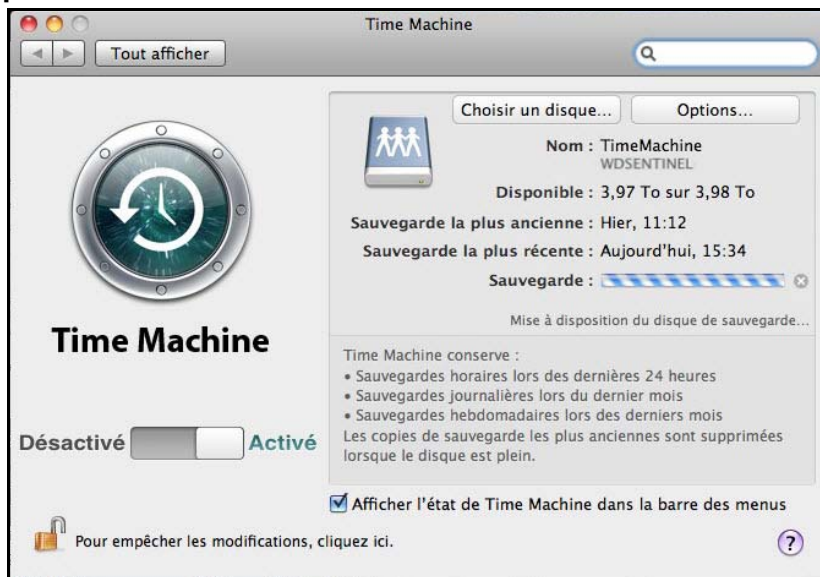 Time Machine
Tout afficher
Choisir un disque...
Options...
Nom : TimeMachine
WDSENTINEL
Disponible : 3,97 To sur 3,98 To
Sauvegarde la plus ancienne : Hier, 11:12
Sauvegarde la plus récente : Aujourd'hui, 15:34
Sauvegarde :
Mise à disposition du disque de sauvegarde...
Time Machine
Désactivé
Activé
Time Machine conserve :
• Sauvegardes horaires lors des dernières 24 heures
• Sauvegardes journalières lors du dernier mois
• Sauvegardes hebdomadaires lors des derniers mois
Les copies de sauvegarde les plus anciennes sont supprimées
lorsque le disque est plein.
Afficher l'état de Time Machine dans la barre des menus
Pour empêcher les modifications, cliquez ici.
?